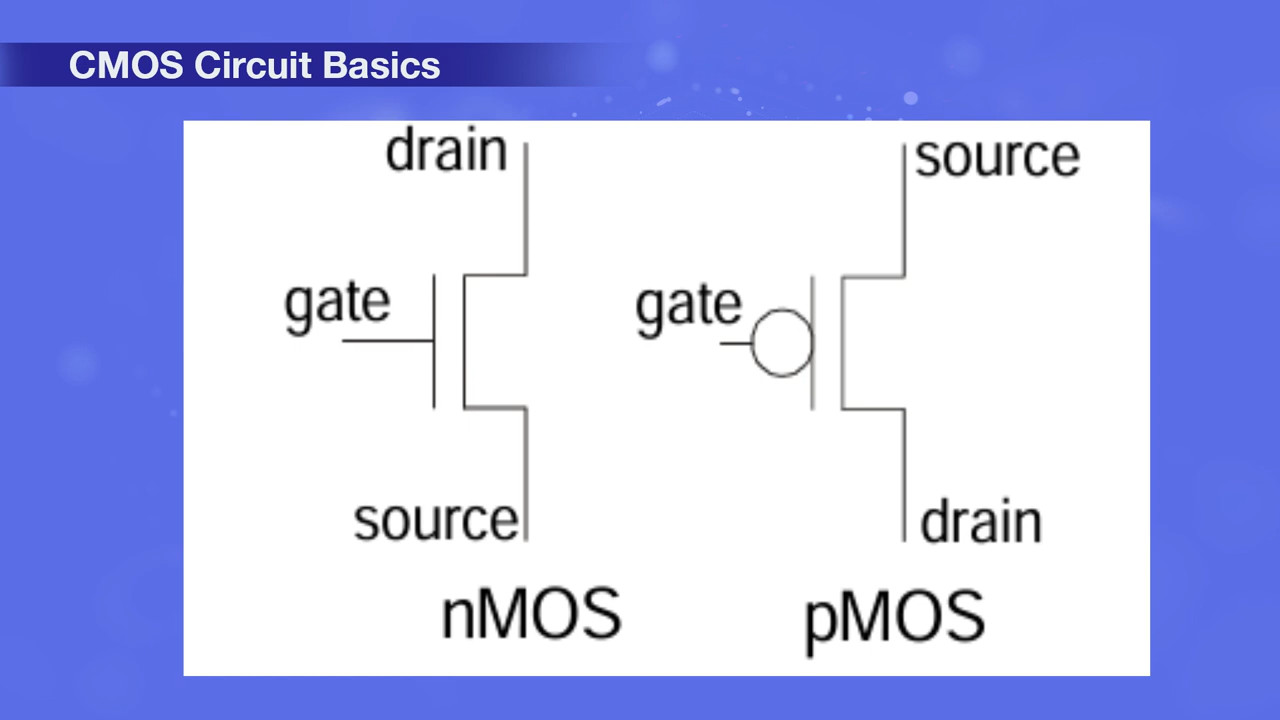 CMOS Circuit Basics
drain
source
gate
gate
source
drain
nMOS
pMOS